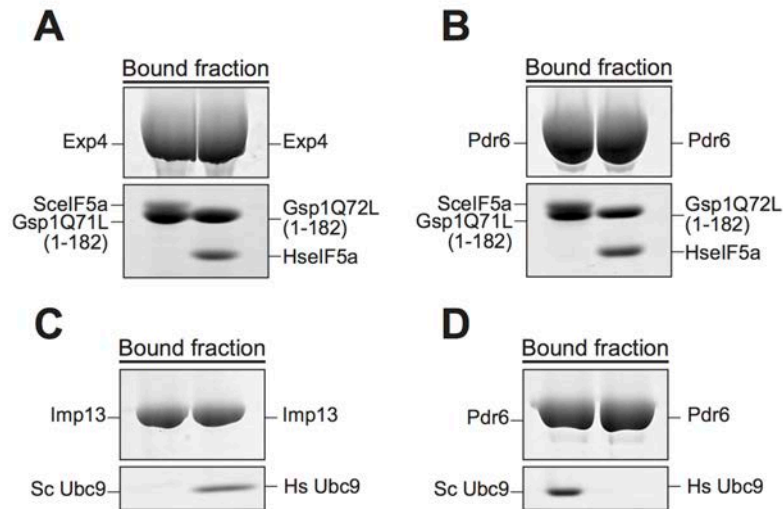 A
Bound fraction
Exp4
Exp4
SceIF5a
Gsp1Q71L
(1-182)
Gsp1Q72L
(1-182)
HseIF5a
B
Bound fraction
Pdr6
Pdr6
SceIF5a
Gsp1Q71L
(1-182)
Gsp1Q72L
(1-182)
HseIF5a
C
Bound fraction
Imp13
Imp13
Sc Ubc9
Hs Ubc9
D
Bound fraction
Pdr6
Pdr6
Sc Ubc9
Hs Ubc9